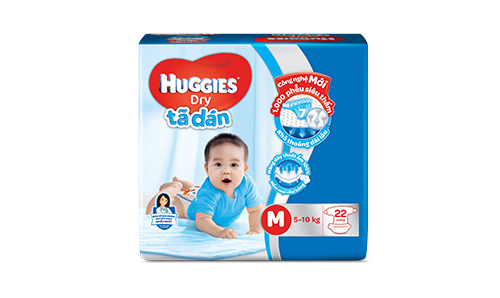 HUGGIES
Dry
tã dán
Công nghệ Mới
1.000 phễu siêu thấm
Khô thoáng dài lâu
M
5-10 kg
22
miếng